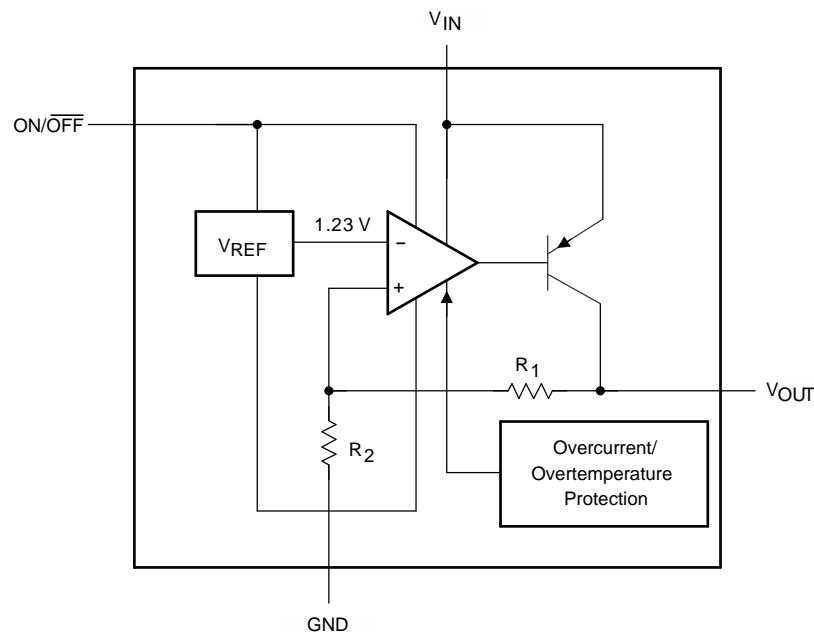 VIN
ON/OFF
1.23 V
VREF
−
+
R1
VOUT
R2
Overcurrent/
Overtemperature
Protection
GND